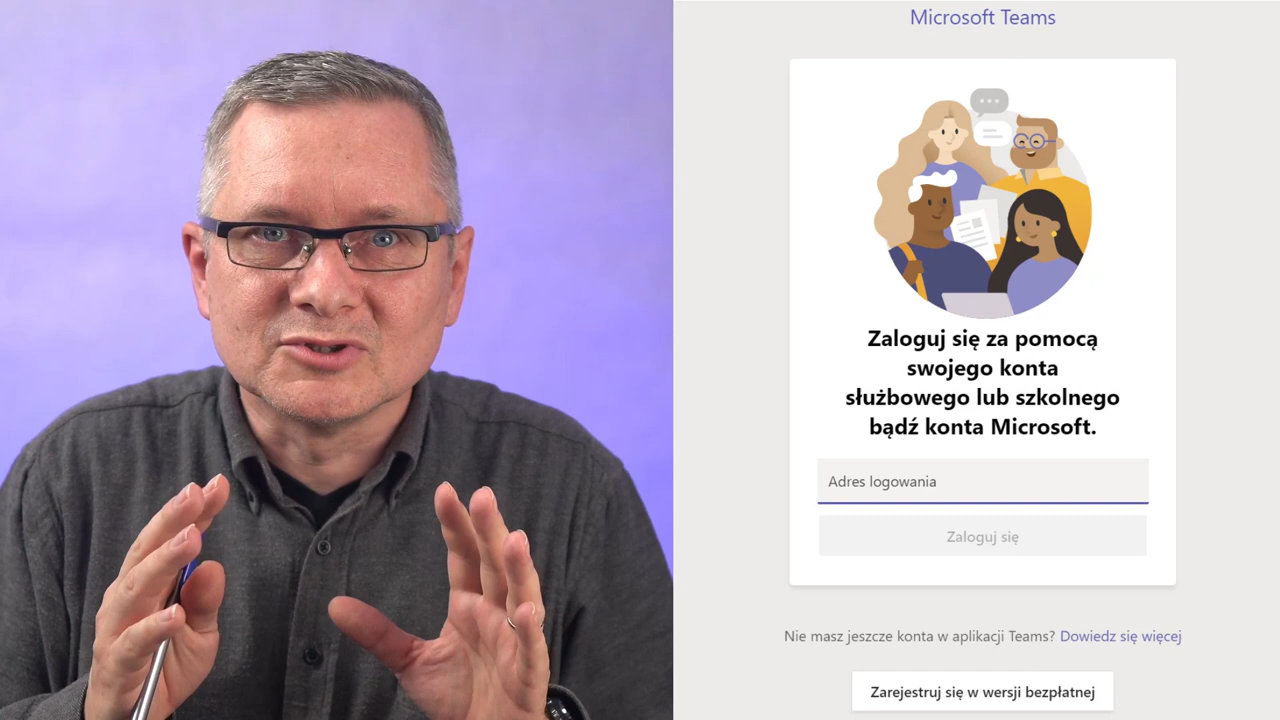 Microsoft Teams
Zaloguj się za pomocą
swojego konta
służbowego lub szkolnego
bądź konta Microsoft.
Adres logowania
Zaloguj się
Nie masz jeszcze konta w aplikacji Teams? Dowiedz się więcej
Zarejestruj się w wersji bezpłatnej